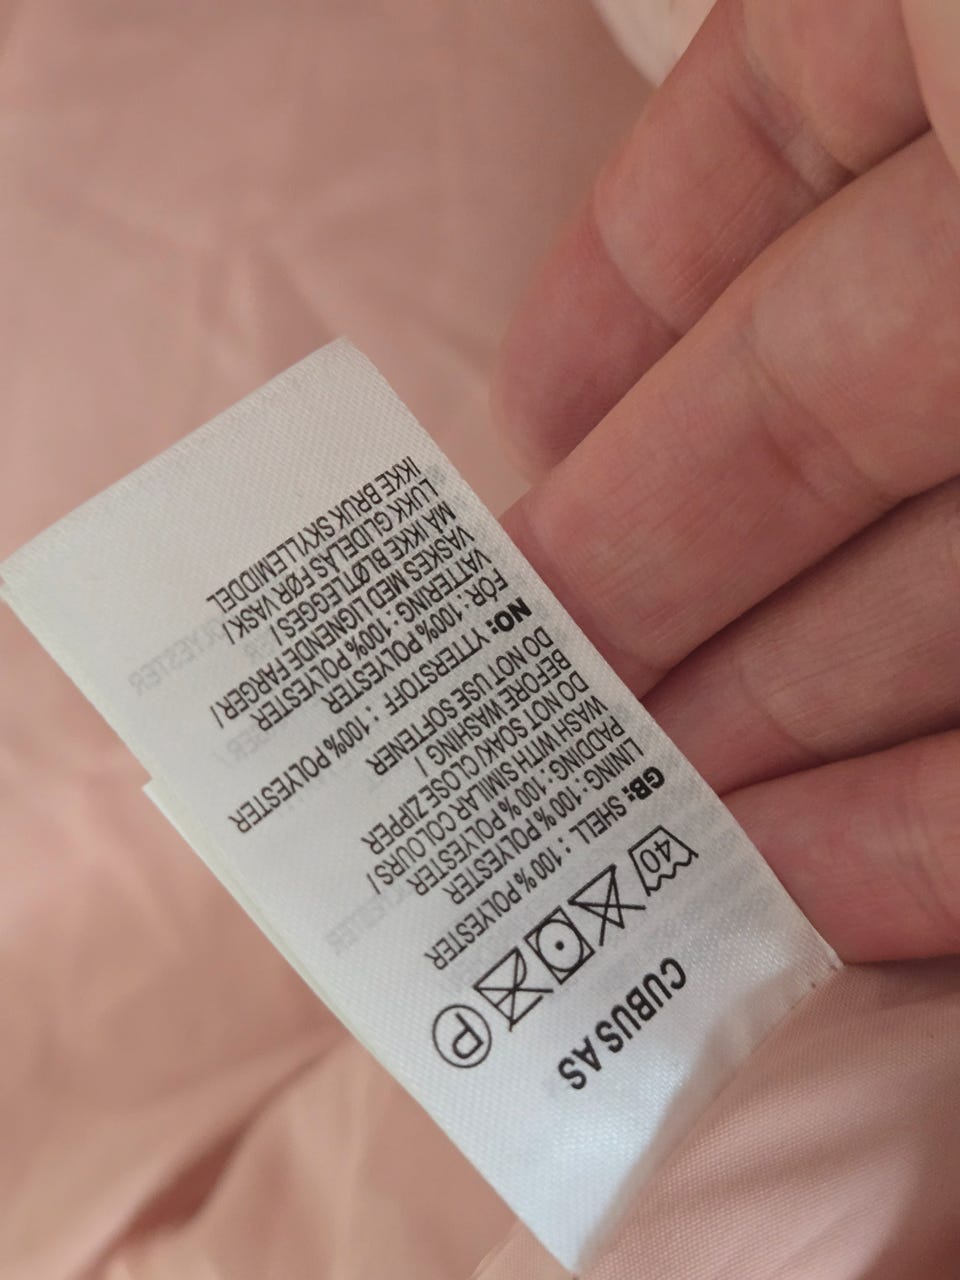 CUBUS AS
40
P
GB: SHELL : 100 % POLYESTER
LINING : 100 % POLYESTER
PADDING : 100 % POLYESTER
WASH WITH SIMILAR COLOURS /
DO NOT SOAK/ CLOSE ZIPPER
BEFORE WASHING /
DO NOT USE SOFTENER
NO: YTTERSTOFF : 100% POLYESTER
FÓR : 100% POLYESTER
VATTERING : 100% POLYESTER
VASKES MED LIGNENDE FARGER /
MÅ IKKE BLØTLEGGES /
LUKK GLIDELÅS FØR VASK /
IKKE BRUK SKYLLEMIDDEL